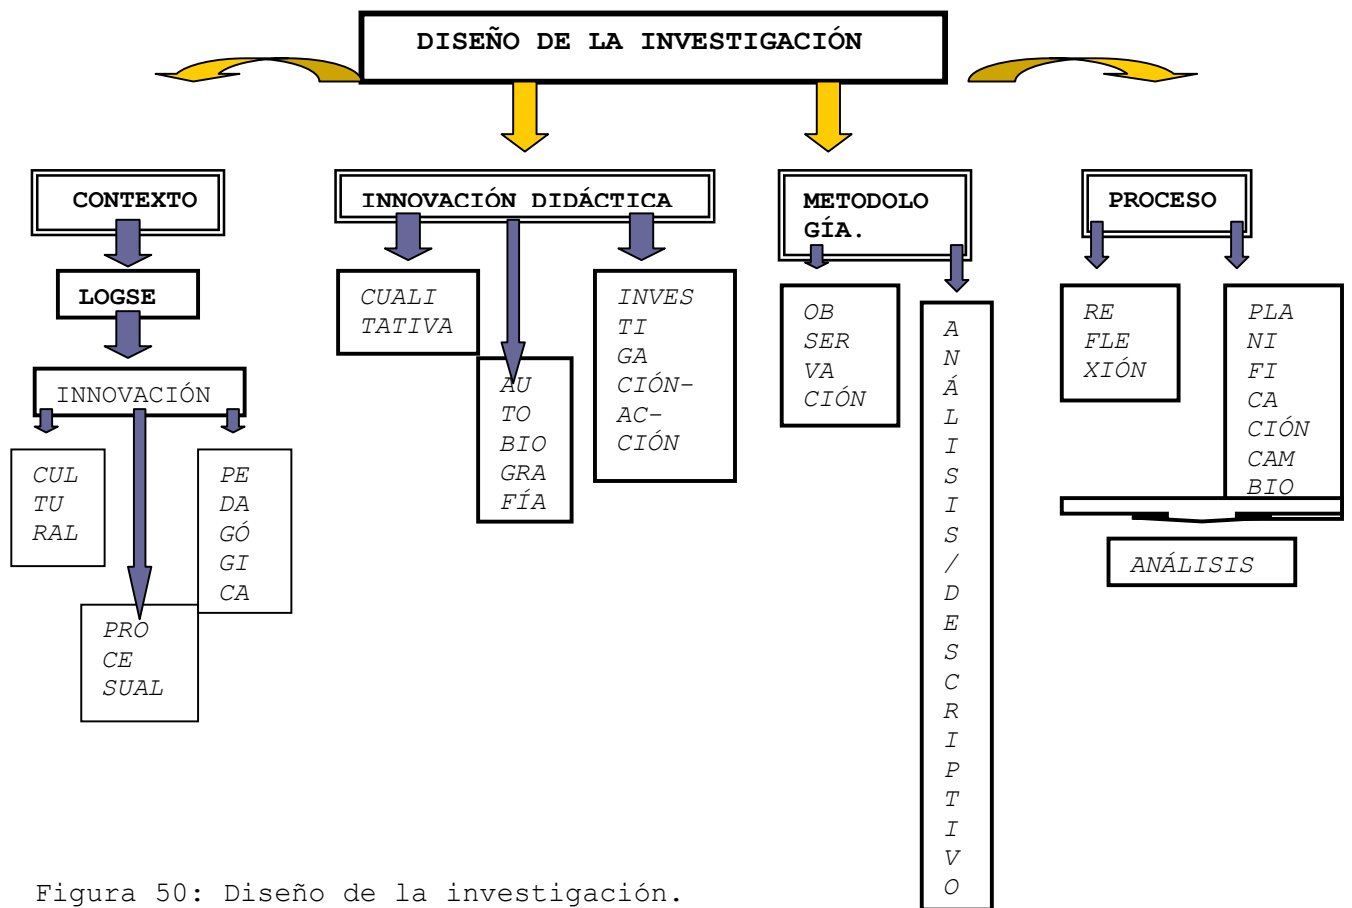 DISEÑO DE LA INVESTIGACIÓN
CONTEXTO
LOGSE
INNOVACIÓN
CUL
TU
RAL
PRO
CE
SUAL
PE
DA
GÓ
GI
CA
INNOVACIÓN DIDÁCTICA
CUALI
TATIVA
AU
TO
BIO
GRA
FÍA
INVES
TI
GA
CIÓN-
AC-
CIÓN
METODOLO
GÍA.
OB
SER
VA
CIÓN
A
N
Á
L
I
S
I
S
/
D
E
S
C
R
I
P
T
I
V
O
PROCESO
RE
FLE
XIÓN
PLA
NI
FI
CA
CIÓN
CAM
BIO
ANÁLISIS
Figura 50: Diseño de la investigación.